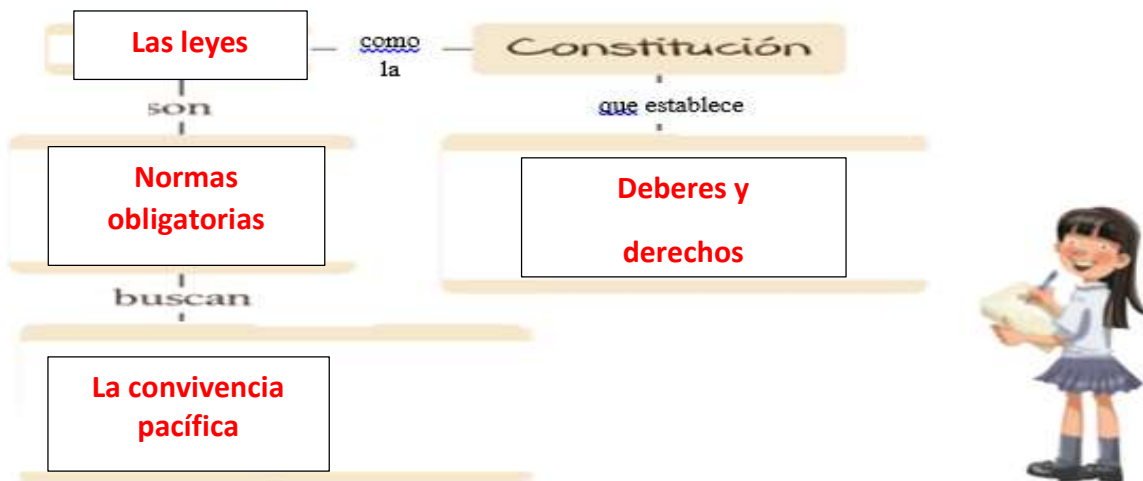 Las leyes
como
la
Constitución
son
que establece
Normas
obligatorias
Deberes y
derechos
buscan
La convivencia
pacífica